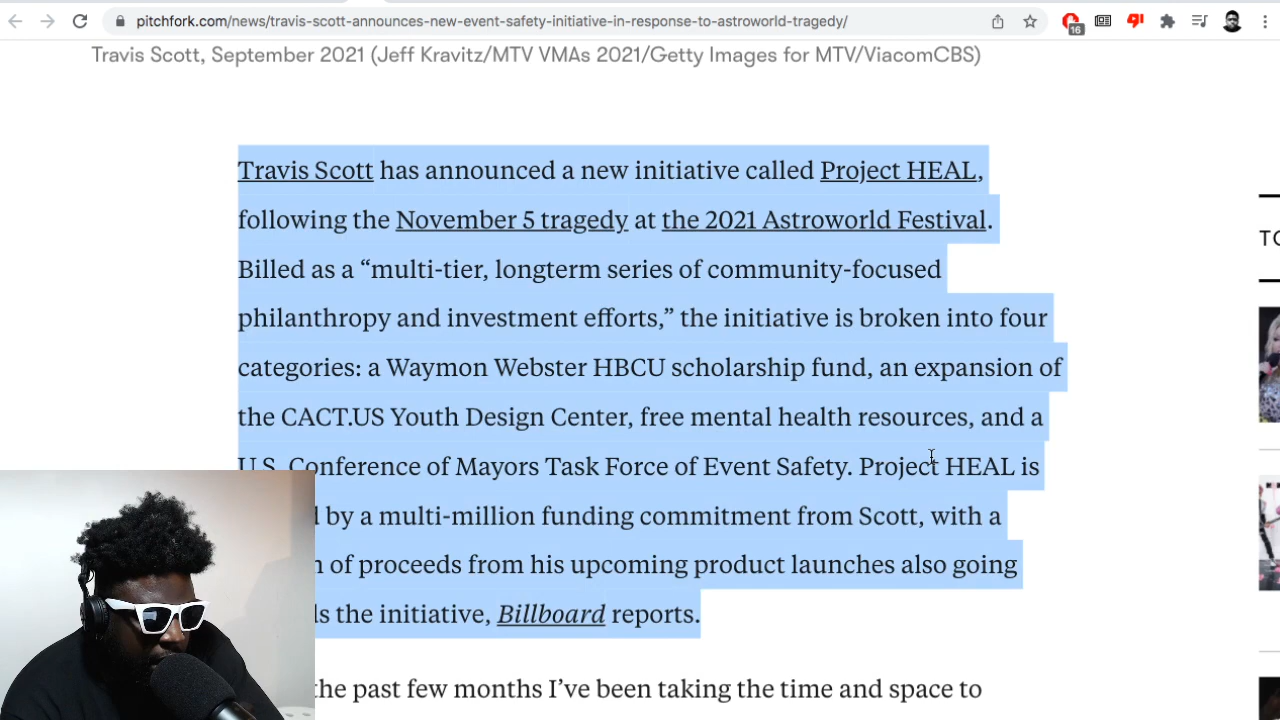 pitchfork.com/news/travis-scott-announces-new-event-safety-initiative-in-response-to-astroworld-tragedy/
16
Travis Scott, September 2021 (Jeff Kravitz/MTV VMAs 2021/Getty Images for MTV/ViacomCBS)
Travis Scott has announced a new initiative called Project HEAL,
following the November 5 tragedy at the 2021 Astroworld Festival.
Billed as a “multi-tier, longterm series of community-focused
philanthropy and investment efforts,” the initiative is broken into four
categories: a Waymon Webster HBCU scholarship fund, an expansion of
the CACT.US Youth Design Center, free mental health resources, and a
U.S. Conference of Mayors Task Force of Event Safety. Project HEAL is
by a multi-million funding commitment from Scott, with a
of proceeds from his upcoming product launches also going
the initiative, Billboard reports.
the past few months I’ve been taking the time and space to